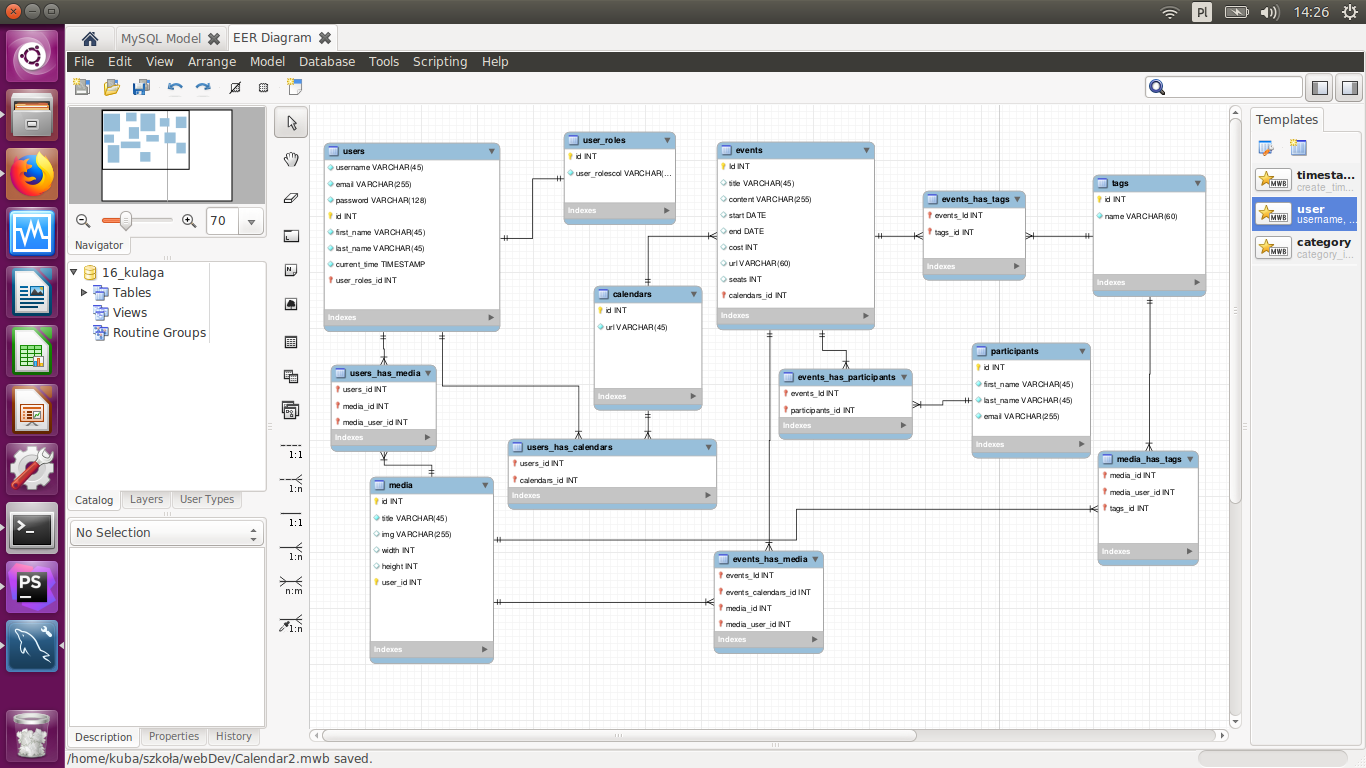 Pl
14:26
MySQL Model
EER Diagram
File Edit View Arrange Model Database Tools Scripting Help
70
Navigator
16_kulaga
Tables
Views
Routine Groups
Catalog Layers User Types
No Selection
Description Properties History
/home/kuba/szkoła/webDev/Calendar2.mwb saved.
PS
1:1
1:n
1:1
1:n
n:m
1:n
users
username VARCHAR(45)
email VARCHAR(255)
password VARCHAR(128)
id INT
first_name VARCHAR(45)
last_name VARCHAR(45)
current_time TIMESTAMP
user_roles_id INT
Indexes
user_roles
id INT
user_rolescol VARCHAR(...
Indexes
events
Id INT
title VARCHAR(45)
content VARCHAR(255)
start DATE
end DATE
cost INT
url VARCHAR(60)
seats INT
calendars_id INT
Indexes
events_has_tags
events_Id INT
tags_id INT
Indexes
tags
id INT
name VARCHAR(60)
Indexes
calendars
id INT
url VARCHAR(45)
Indexes
users_has_media
users_id INT
media_id INT
media_user_id INT
Indexes
events_has_participants
events_Id INT
participants_id INT
Indexes
participants
id INT
first_name VARCHAR(45)
last_name VARCHAR(45)
email VARCHAR(255)
Indexes
users_has_calendars
users_id INT
calendars_id INT
Indexes
media
id INT
title VARCHAR(45)
img VARCHAR(255)
width INT
height INT
user_id INT
Indexes
media_has_tags
media_id INT
media_user_id INT
tags_id INT
Indexes
events_has_media
events_Id INT
events_calendars_id INT
media_id INT
media_user_id INT
Indexes
Templates
MWB
timesta...
create_tim...
MWB
user
username, ...
MWB
category
category_i...